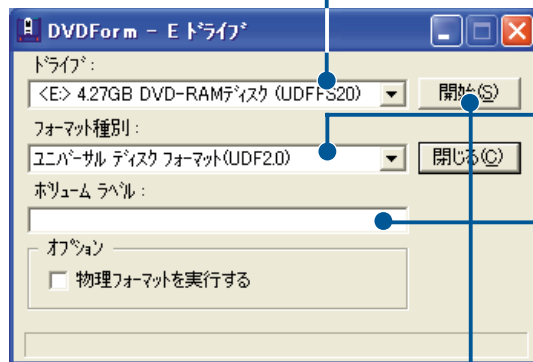 DVDForm - E ドライブ
ドライブ:
<E:> 4.27GB DVD-RAMディスク (UDFFS20)
開始(S)
フォーマット種別:
ユニバーサル ディスク フォーマット(UDF2.0)
閉じる(C)
ボリューム ラベル:
オプション
物理フォーマットを実行する